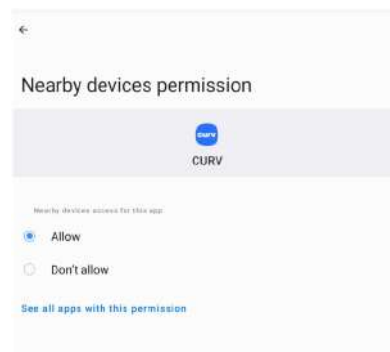 Nearby devices permission
curv
CURV
Nearby devices access for this app
Allow
Don't allow
See all apps with this permission